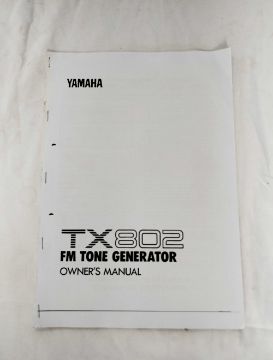 YAMAHA
TX802
FM TONE GENERATOR
OWNER'S MANUAL